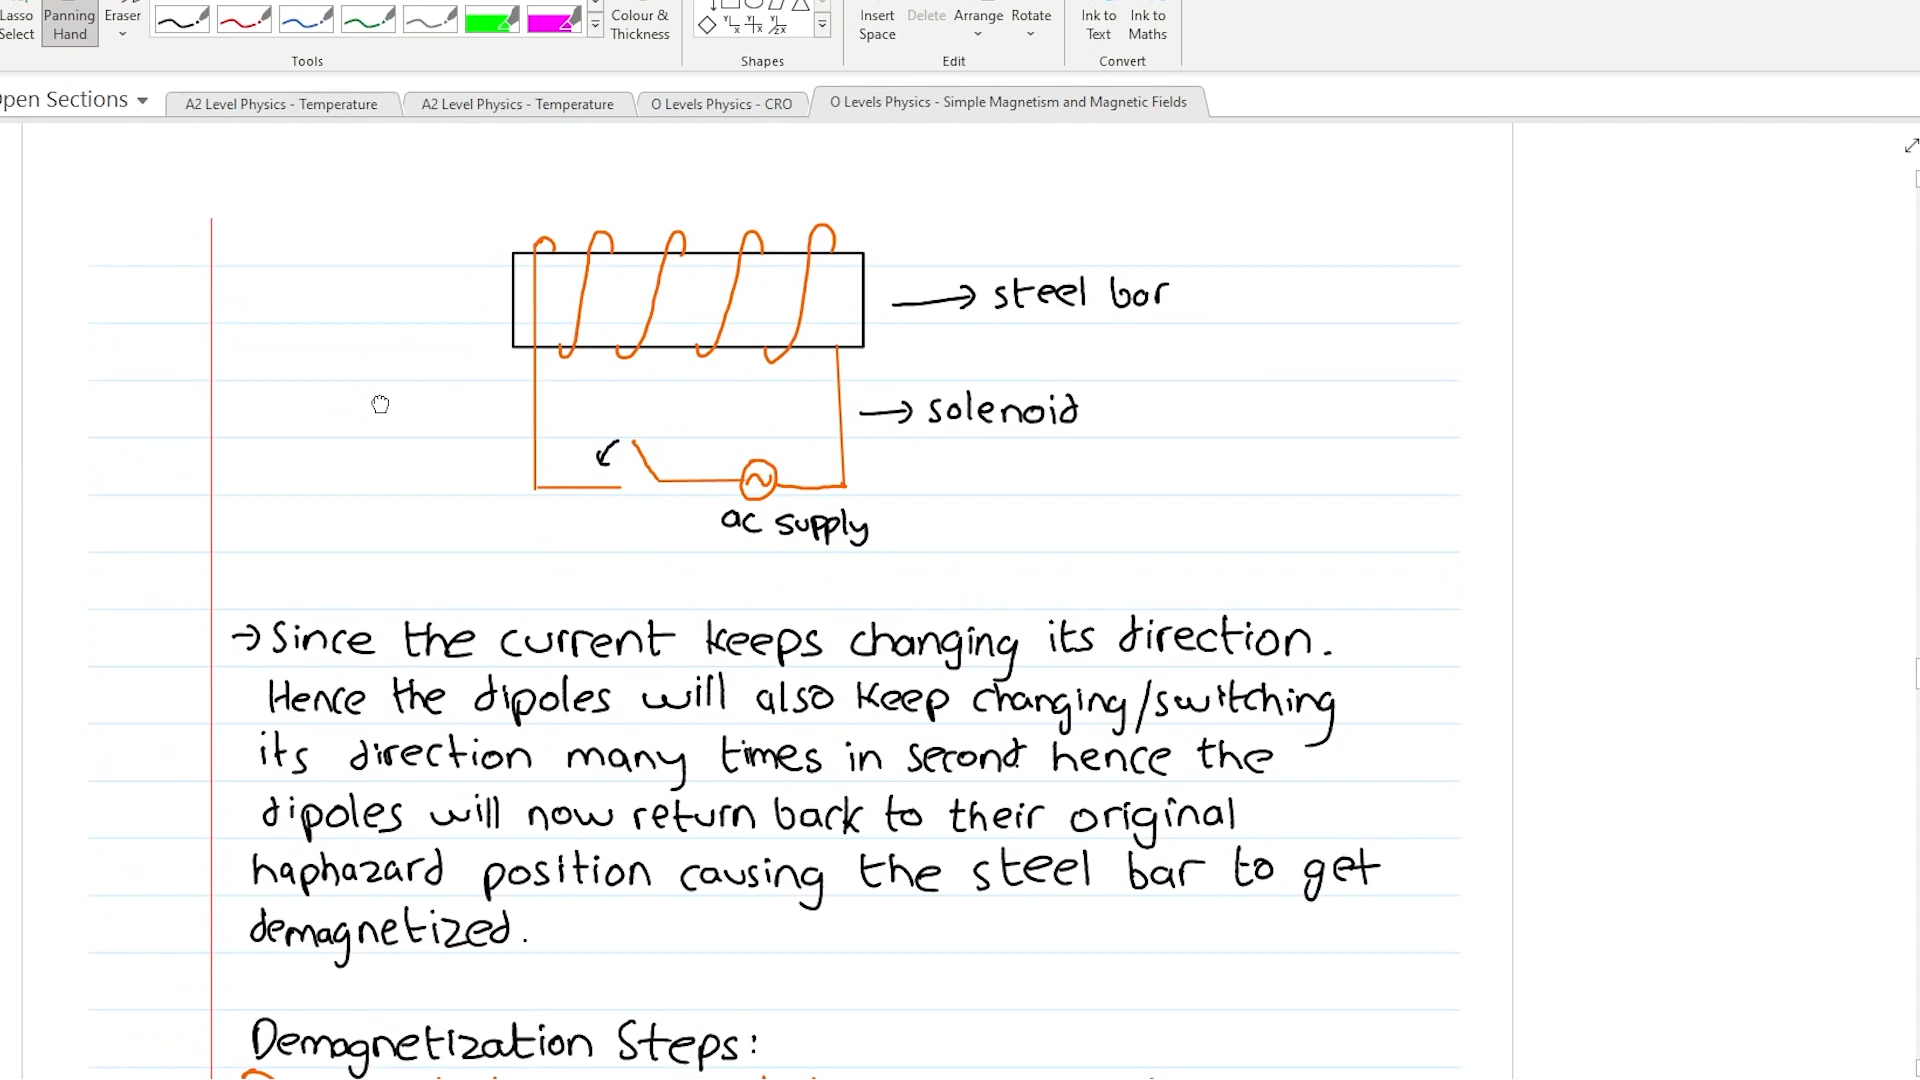 Lasso
Select
Panning
Hand
Eraser
Colour &
Thickness
Insert
Space
Delete
Arrange
Rotate
Ink to
Text
Ink to
Maths
Tools
Shapes
Edit
Convert
Open Sections
A2 Level Physics - Temperature
A2 Level Physics - Temperature
O Levels Physics - CRO
O Levels Physics - Simple Magnetism and Magnetic Fields
→ steel bar
→ solenoid
ac supply
→ Since the current keeps changing its direction.
Hence the dipoles will also keep changing/switching
its direction many times in second hence the
dipoles will now return back to their original
haphazard position causing the steel bar to get
demagnetized.
Demagnetization Steps: